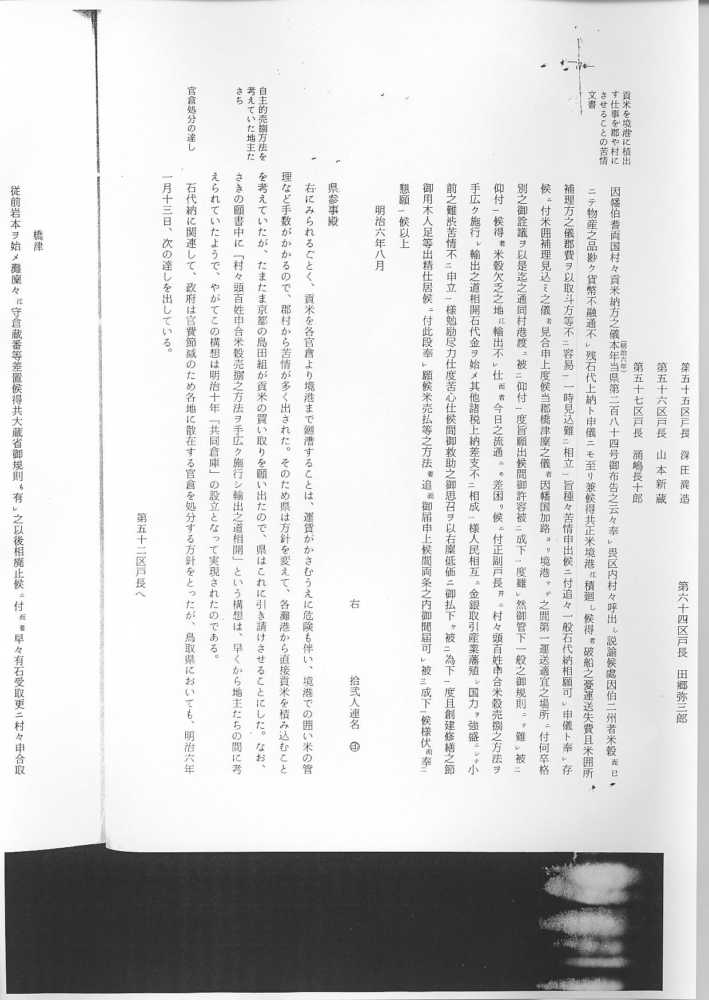 第六十四区戸長　田郷弥三郎
第五十五区戸長　深田滝造
第五十六区戸長　山本新蔵
第五十七区戸長　涌嶋長十郎
貢米を境港に積出
す仕事を郡や村に
させることの苦情
文書
因幡伯耆両国村々貢米納方之儀本年(明治六年)当県第二百八十四号御布告之云々奉レ畏区内村々呼出し説諭候處因伯二州者米穀而已
ニテ物産之品尠ク貨幣不融通不レ残石代上納ト申儀ニモ至リ兼候得共正米境港江積廻し候得者破船之憂運送失費且米囲所
補理方之儀郡費ヲ以取斗方等不ニ容易一一時見込難ニ相立一旨種々苦情申出候ニ付追々一般石代納相願可レ申儀ト奉レ存
候ニ付米囲補理見込ミ之儀者見合申上度候当郡橋津廩之儀者因幡国加路ヨリ境港マデ之間第一運送適宜之場所ニ付何卒格
別之御詮議ヲ以是迄之通同村港渡ニ被ニ仰付一度旨願出候間御許容被ニ成下一度雖レ然御管下一般之御規則ニテ難レ被ニ
仰付一候得者米穀欠乏之地江輸出不レ仕而者今日之流通ニモ差困リ候ニ付正副戸長井ニ村々頭百姓申合米穀売捌之方法ヲ
手広ク施行レ輸出之道相開石代金ヲ始メ其他諸税上納差支不ニ相成一様人民相互ニ金銀取引産業藩殖シ国力ヲ強盛ニシテ小
前之難渋苦情不ニ申立一様勉励尽力仕度苦心仕候間御救助之御思召ヲ以右廩低価ニ御払下ヶ被ニ為下一度且創建修繕之節
御用木人足等出精仕居候ニ付此段奉レ願候米売払等之方法者追而御届申上候間両条之内御聞届可レ被三成下一候様伏而奉ニ
懇願一候以上
明治六年八月
右　拾弐人連名　㊞
県参事殿
右にみられるごとく、貢米を各官倉より境港まで廻漕することは、運賃がかさむうえに危険も伴い、境港での囲い米の管
理など手数がかかるので、郡村から苦情が多く出された。そのため県は方針を変えて、各灘港から直接貢米を積み込むこと
自主的売捌方法を
考えていた地主た
さち
を考えていたが、たまたま京都の島田組が貢米の買い取りを願い出たので、県はこれに引き請けさせることにした。なお、
さきの願書中に「村々頭百姓申合米穀売捌之方法ヲ手広ク施行シ輸出之道相開」という構想は、早くから地主たちの間に考
えられていたようで、やがてこの構想は明治十年「共同倉庫」の設立となって実現されたのである。
官倉処分の達し
石代納に関連して、政府は官費節減のため各地に散在する官倉を処分する方針をとったが、鳥取県においても、明治六年
一月十三日、次の達しを出している。
第五十二区戸長へ
橋津
従前岩本ヲ始メ灘廩々江守倉蔵番等差置候得共大蔵省御規則も有レ之以後相廃止候ニ付而者早々有石受取更ニ村々申合取